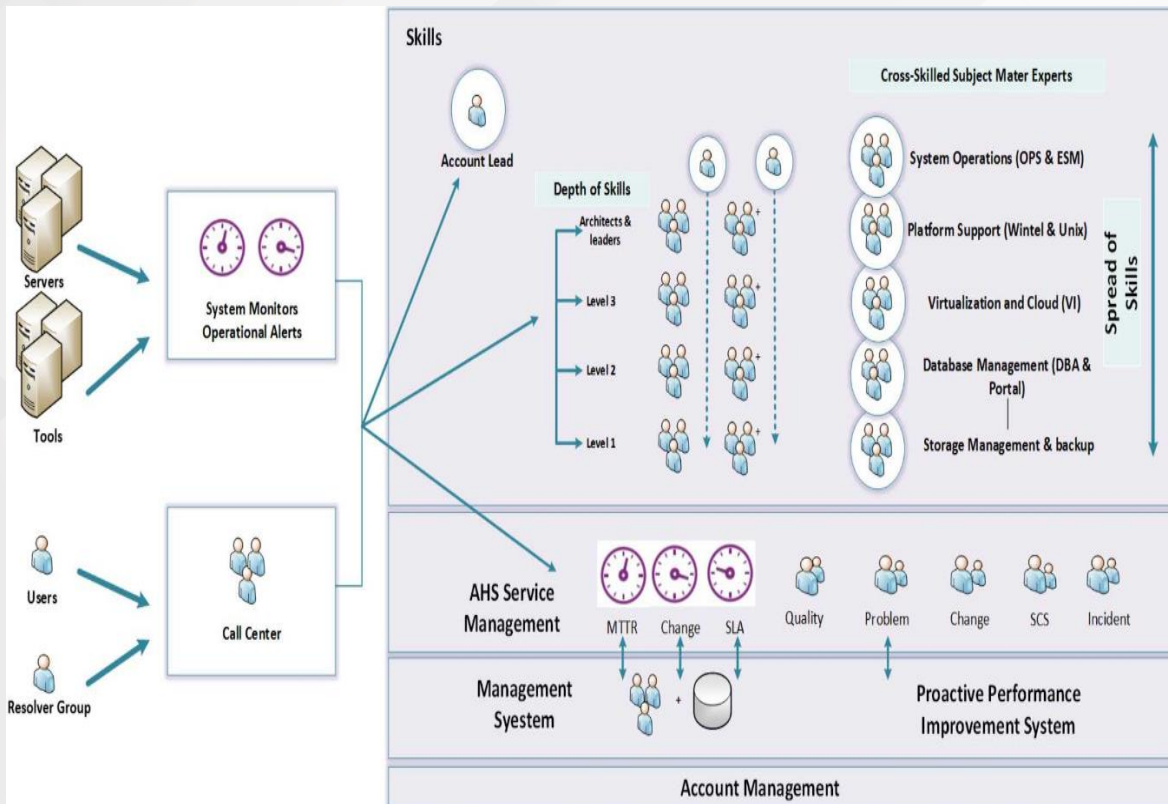 Skills
Account Lead
Cross-Skilled Subject Mater Experts
Depth of Skills
Architects &
leaders
Level 3
Level 2
Level 1
+
+
+
+
System Operations (OPS & ESM)
Platform Support (Wintel & Unix)
Virtualization and Cloud (VI)
Database Management (DBA &
Portal)
Storage Management & backup
Spread of
Skills
Servers
System Monitors
Operational Alerts
Tools
Users
Call Center
Resolver Group
AHS Service
Management
MTTR
Change
SLA
Quality
Problem
Change
SCS
Incident
Management
Syestem
+
Proactive Performance
Improvement System
Account Management